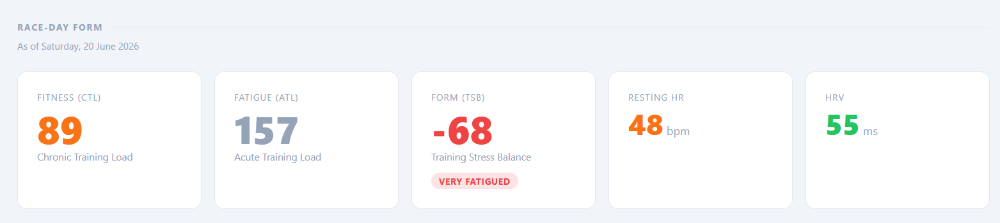 RACE-DAY FORM
As of Saturday, 20 June 2026
FITNESS (CTL)
89
Chronic Training Load
FATIGUE (ATL)
157
Acute Training Load
FORM (TSB)
-68
Training Stress Balance
VERY FATIGUED
RESTING HR
48 bpm
HRV
55 ms